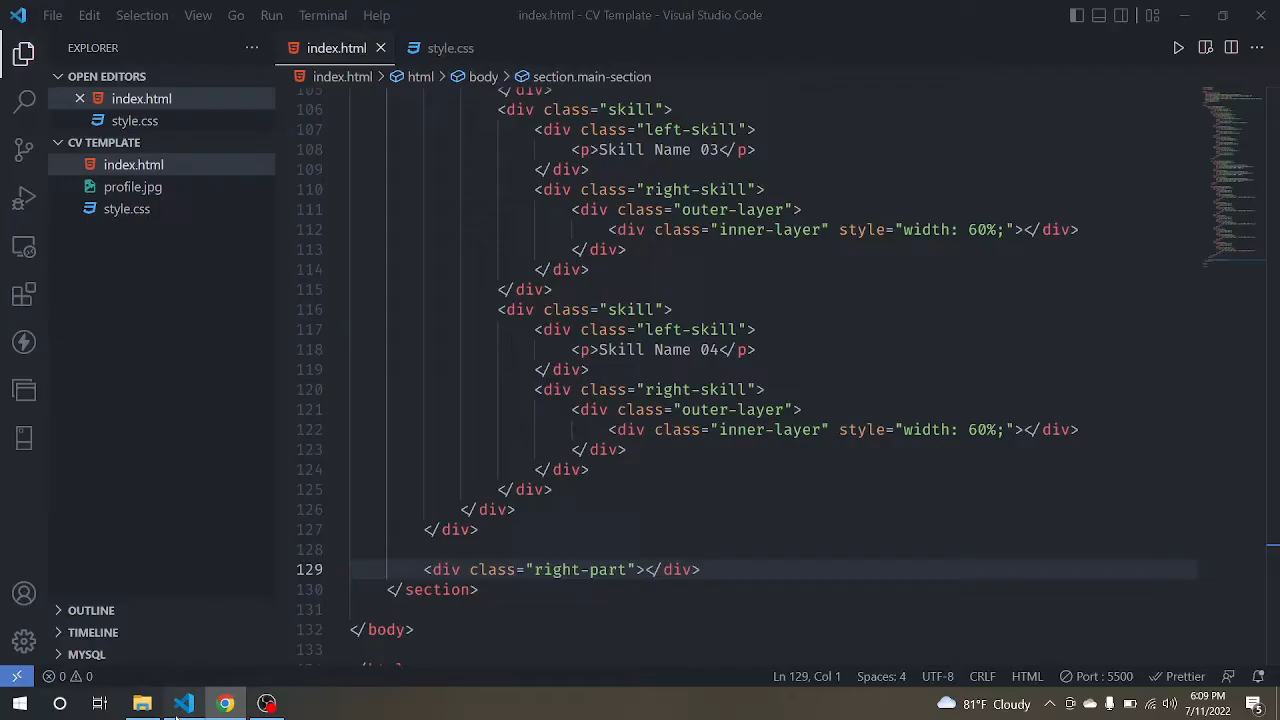 File Edit Selection View Go Run Terminal Help
index.html - CV Template - Visual Studio Code
EXPLORER
OPEN EDITORS
index.html
style.css
CV TEMPLATE
index.html
profile.jpg
style.css
OUTLINE
TIMELINE
MYSQL
index.html style.css
index.html > html > body > section.main-section
105 </div>
106 <div class="skill">
107 <div class="left-skill">
108 <p>Skill Name 03</p>
109 </div>
110 <div class="right-skill">
111 <div class="outer-layer">
112 <div class="inner-layer" style="width: 60%;"></div>
113 </div>
114 </div>
115 </div>
116 <div class="skill">
117 <div class="left-skill">
118 <p>Skill Name 04</p>
119 </div>
120 <div class="right-skill">
121 <div class="outer-layer">
122 <div class="inner-layer" style="width: 60%;"></div>
123 </div>
124 </div>
125 </div>
126 </div>
127 </div>
128
129 <div class="right-part"></div>
130 </section>
131
132 </body>
133
0 0 Ln 129, Col 1 Spaces: 4 UTF-8 CRLF HTML Port : 5500 Prettier
81°F Cloudy 6:09 PM
7/11/2022 5